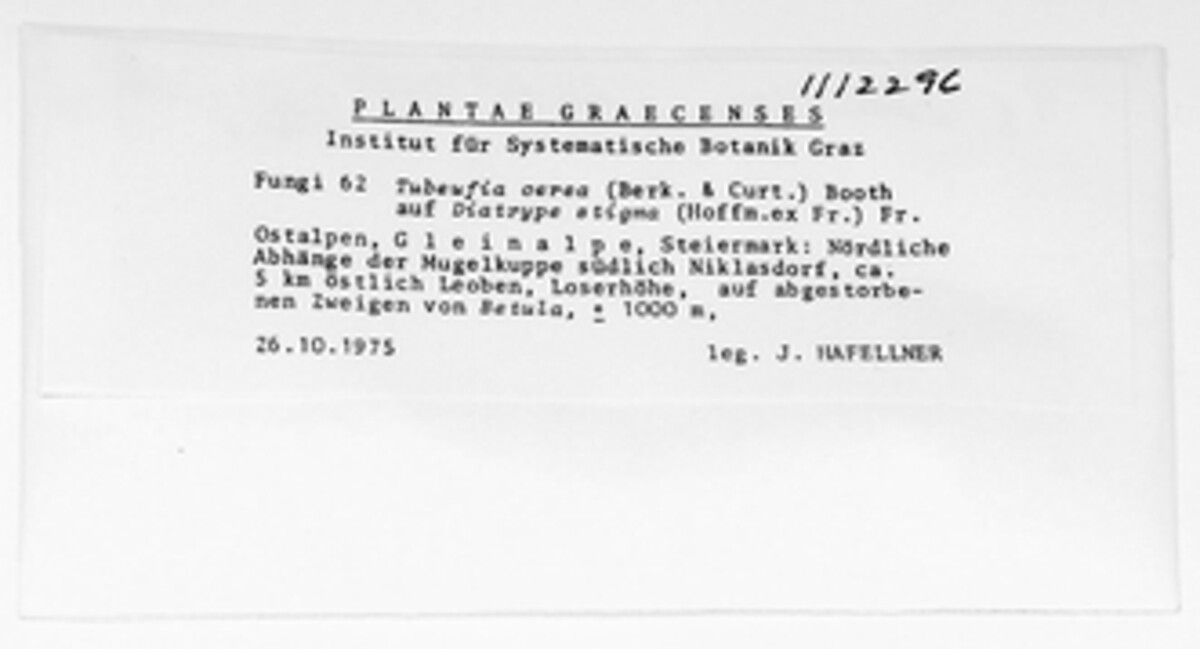 1112296
PLANTAE GRAECENSES
Institut für Systematische Botanik Graz
Fungi 62 Tubeufia cerea (Berk. & Curt.) Booth
auf Diatrype stigma (Hoffm.ex Fr.) Fr.
Ostalpen, Gleinalpe, Steiermark: Nördliche
Abhänge der Mugelkuppe südlich Niklasdorf, ca.
5 km östlich Leoben, Loserhöhe, auf abgestorbe-
nen Zweigen von Betula, ± 1000 m,
26.10.1975 leg. J. HAFELLNER